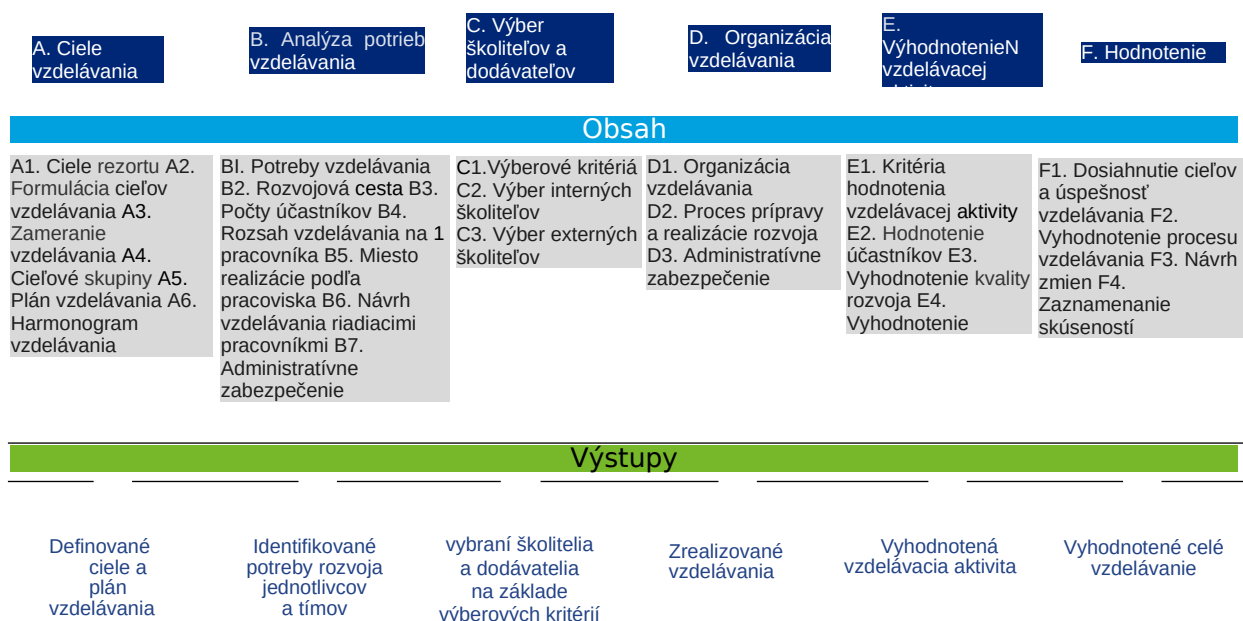 A. Ciele
vzdelávania
B. Analýza potrieb
vzdelávania
C. Výber
školiteľov a
dodávateľov
D. Organizácia
vzdelávania
E.
VýhodnotenieN
vzdelávacej
F. Hodnotenie
Obsah
A1. Ciele rezortu A2.
Formulácia cieľov
vzdelávania A3.
Zameranie
vzdelávania A4.
Cieľové skupiny A5.
Plán vzdelávania A6.
Harmonogram
vzdelávania
BI. Potreby vzdelávania
B2. Rozvojová cesta B3.
Počty účastníkov B4.
Rozsah vzdelávania na 1
pracovníka B5. Miesto
realizácie podľa
pracoviska B6. Návrh
vzdelávania riadiacimi
pracovníkmi B7.
Administratívne
zabezpečenie
C1.Výberové kritériá
C2. Výber interných
školiteľov
C3. Výber externých
školiteľov
D1. Organizácia
vzdelávania
D2. Proces prípravy
a realizácie rozvoja
D3. Administratívne
zabezpečenie
E1. Kritéria
hodnotenia
vzdelávacej aktivity
E2. Hodnotenie
účastníkov E3.
Vyhodnotenie kvality
rozvoja E4.
Vyhodnotenie
F1. Dosiahnutie cieľov
a úspešnosť
vzdelávania F2.
Vyhodnotenie procesu
vzdelávania F3. Návrh
zmien F4.
Zaznamenanie
skúseností
Výstupy
Definované
ciele a
plán
vzdelávania
Identifikované
potreby rozvoja
jednotlivcov
a tímov
vybraní školitelia
a dodávatelia
na základe
výberových kritérií
Zrealizované
vzdelávania
Vyhodnotená
vzdelávacia aktivita
Vyhodnotené celé
vzdelávanie